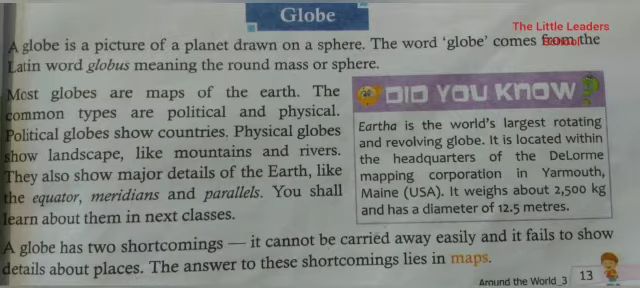 Globe
The Little Leaders
School
A globe is a picture of a planet drawn on a sphere. The word ‘globe’ comes from the
Latin word globus meaning the round mass or sphere.
Most globes are maps of the earth. The
common types are political and physical.
Political globes show countries. Physical globes
show landscape, like mountains and rivers.
They also show major details of the Earth, like
the equator, meridians and parallels. You shall
learn about them in next classes.
DID YOU KNOW ?
Eartha is the world’s largest rotating
and revolving globe. It is located within
the headquarters of the DeLorme
mapping corporation in Yarmouth,
Maine (USA). It weighs about 2,500 kg
and has a diameter of 12.5 metres.
A globe has two shortcomings — it cannot be carried away easily and it fails to show
details about places. The answer to these shortcomings lies in maps.
Around the World_3 13